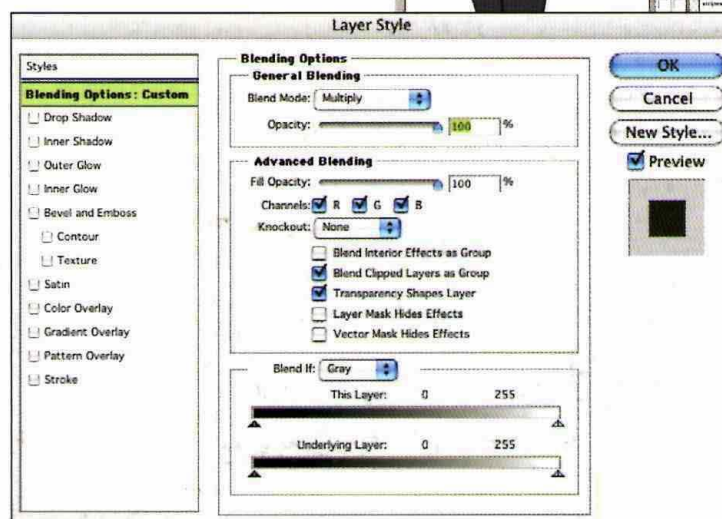 Layer Style
Styles
Blending Options: Custom
Drop Shadow
Inner Shadow
Outer Glow
Inner Glow
Bevel and Emboss
Contour
Texture
Satin
Color Overlay
Gradient Overlay
Pattern Overlay
Stroke
Blending Options
General Blending
Blend Mode: Multiply
Opacity: 100 %
Advanced Blending
Fill Opacity: 100 %
Channels: R G B
Knockout: None
Blend Interior Effects as Group
Blend Clipped Layers as Group
Transparency Shapes Layer
Layer Mask Hides Effects
Vector Mask Hides Effects
Blend If: Gray
This Layer: 0 255
Underlying Layer: 0 255
OK
Cancel
New Style...
Preview